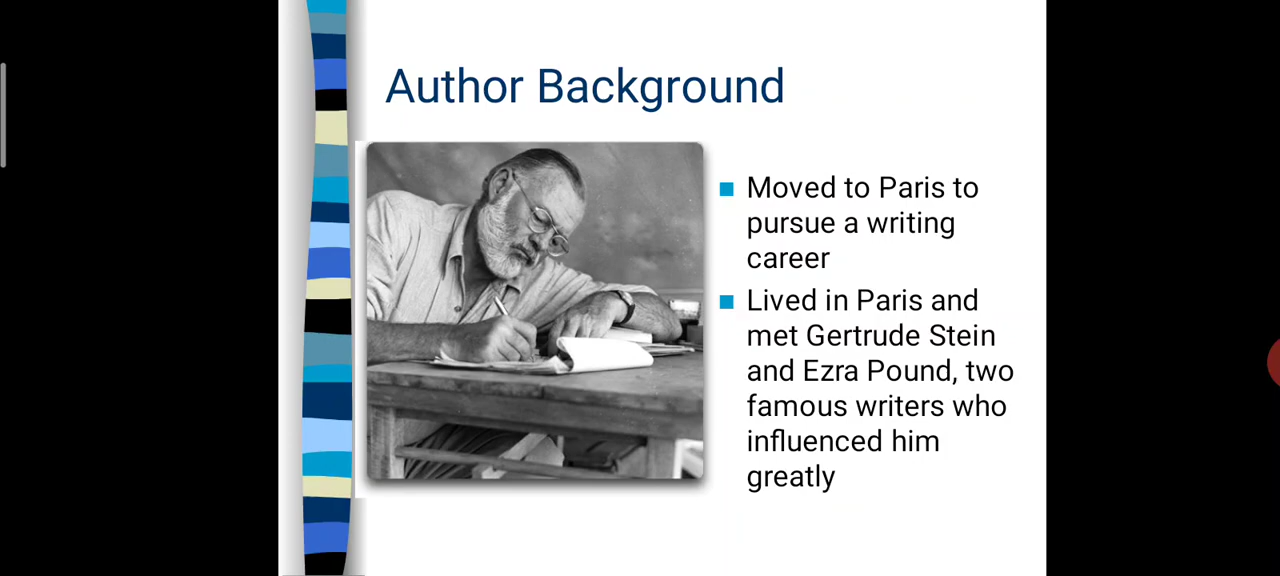 Author Background
Moved to Paris to
pursue a writing
career
Lived in Paris and
met Gertrude Stein
and Ezra Pound, two
famous writers who
influenced him
greatly